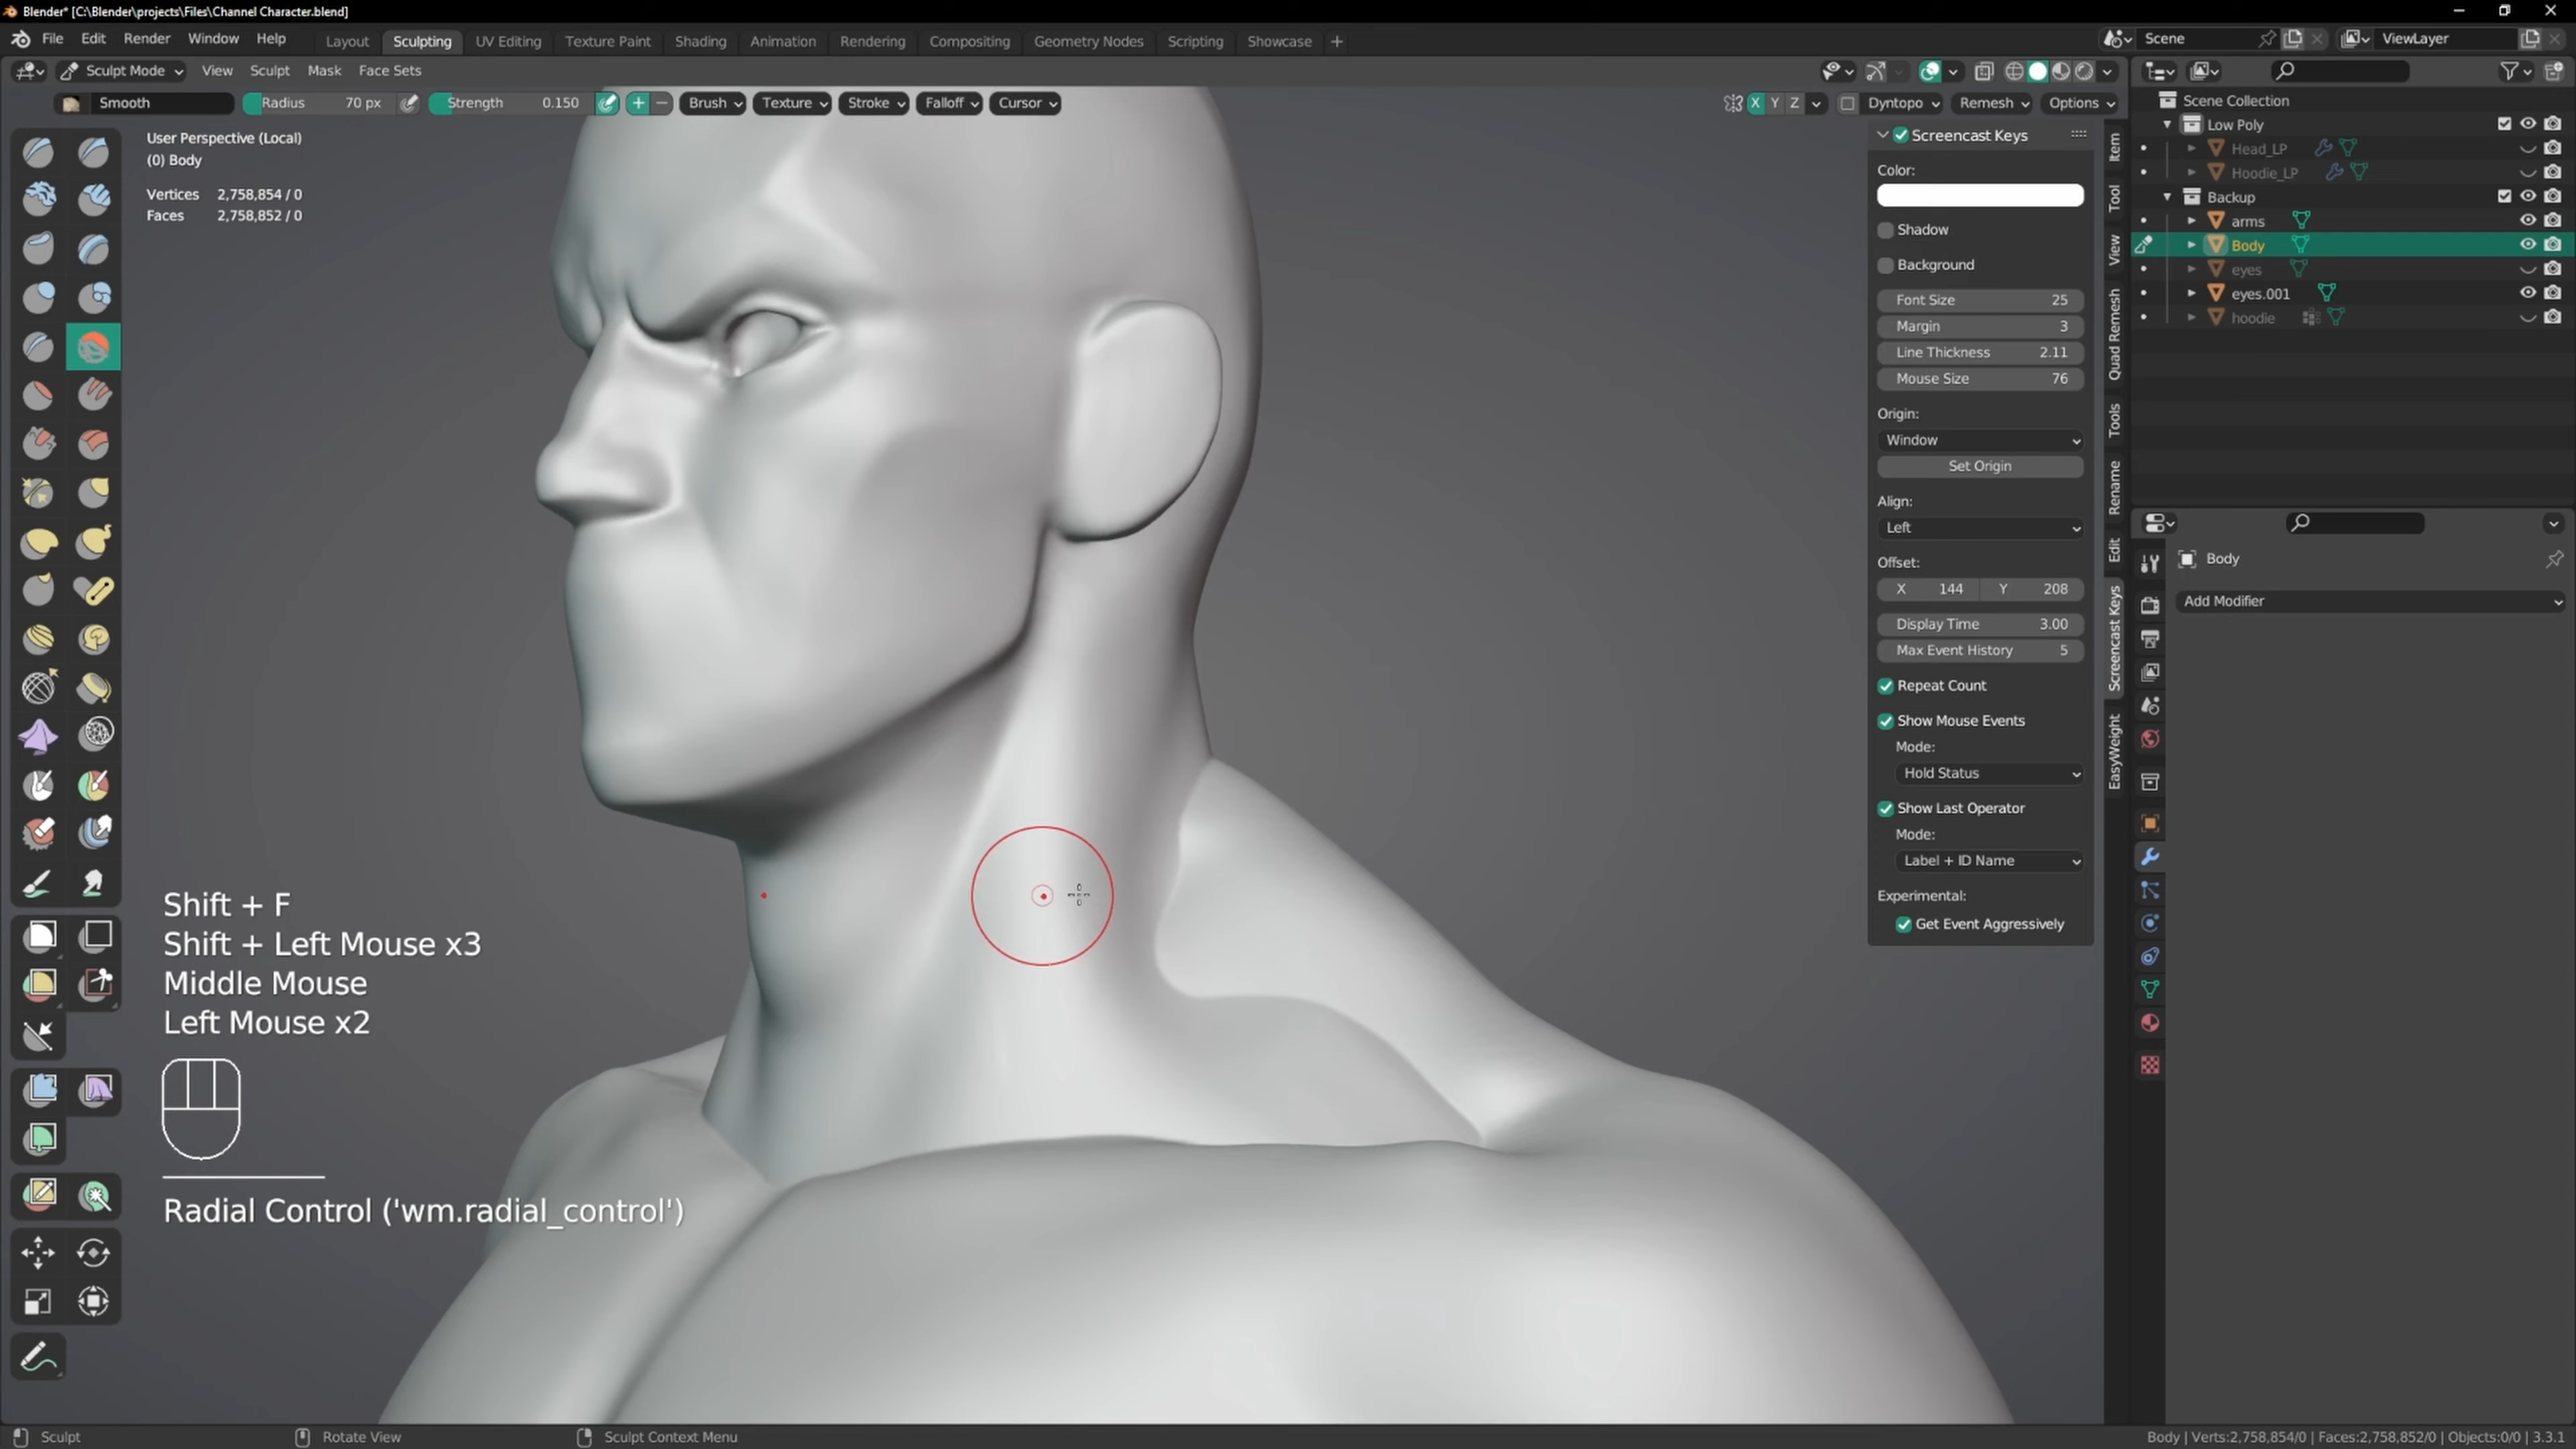 Blender* [C:\Blender\projects\Files\Channel Character.blend]
File Edit Render Window Help
Layout Sculpting UV Editing Texture Paint Shading Animation Rendering Compositing Geometry Nodes Scripting Showcase +
Scene
ViewLayer
Sculpt Mode View Sculpt Mask Face Sets
Smooth Radius 70 px Strength 0.150 Brush Texture Stroke Falloff Cursor
X Y Z Dyntopo Remesh Options
User Perspective (Local)
(0) Body
Vertices 2,758,854 / 0
Faces 2,758,852 / 0
Screencast Keys
Color:
Shadow
Background
Font Size 25
Margin 3
Line Thickness 2.11
Mouse Size 76
Origin:
Window
Set Origin
Align:
Left
Offset:
X 144 Y 208
Display Time 3.00
Max Event History 5
Repeat Count
Show Mouse Events
Mode:
Hold Status
Show Last Operator
Mode:
Label + ID Name
Experimental:
Get Event Aggressively
Item
Tool
View
Quad Remesh
Tools
Rename
Edit
Screencast Keys
EasyWeight
Scene Collection
Low Poly
Head_LP
Hoodie_LP
Backup
arms
Body
eyes
eyes.001
hoodie
Body
Add Modifier
Shift + F
Shift + Left Mouse x3
Middle Mouse
Left Mouse x2
Radial Control ('wm.radial_control')
Sculpt Rotate View Sculpt Context Menu
Body | Verts:2,758,854/0 | Faces:2,758,852/0 | Objects:0/0 | 3.3.1